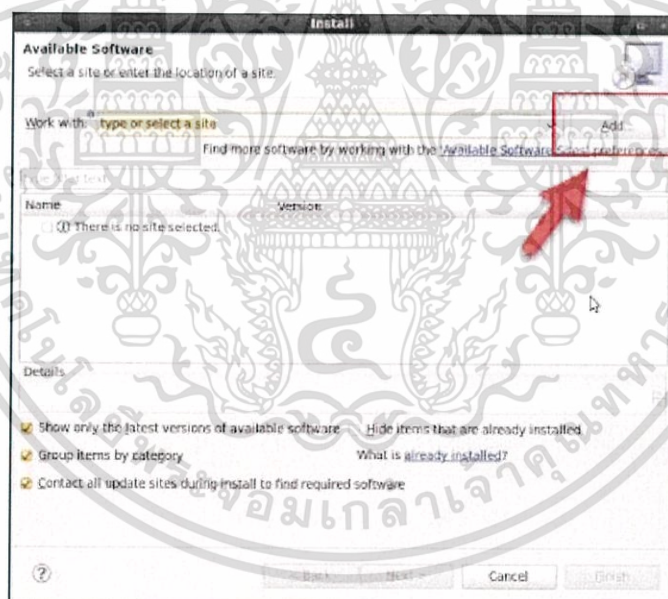 Install
Available Software
Select a site or enter the location of a site.
Work with: type or select a site
Add...
Find more software by working with the 'Available Software Sites' preferences.
type filter text
Name Version
There is no site selected.
Details
Show only the latest versions of available software Hide items that are already installed
Group items by category What is already installed?
Contact all update sites during install to find required software
< Back Next > Cancel Finish